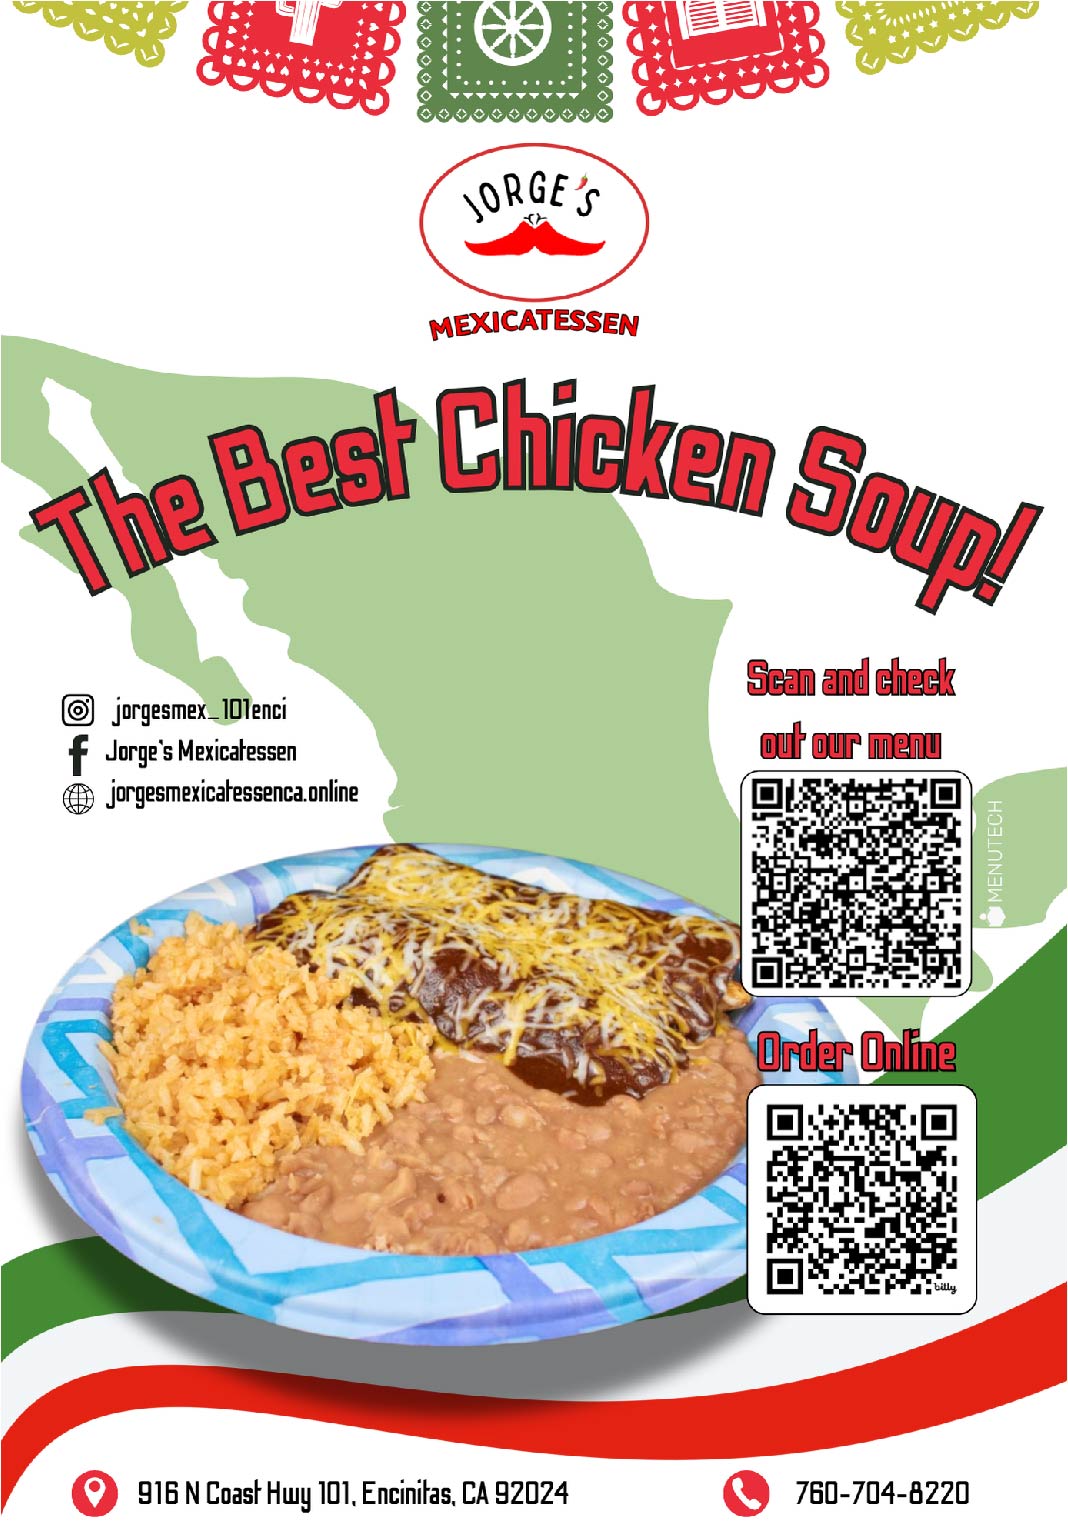 JORGE'S
MEXICATESSEN
The Best Chicken Soup!
Scan and check
out our menu
jorgesmex_101enci
Jorge's Mexicatessen
jorgesmexicatessenca.online
MENUTECH
Order Online
billy
916 N Coast Hwy 101, Encinitas, CA 92024
760-704-8220